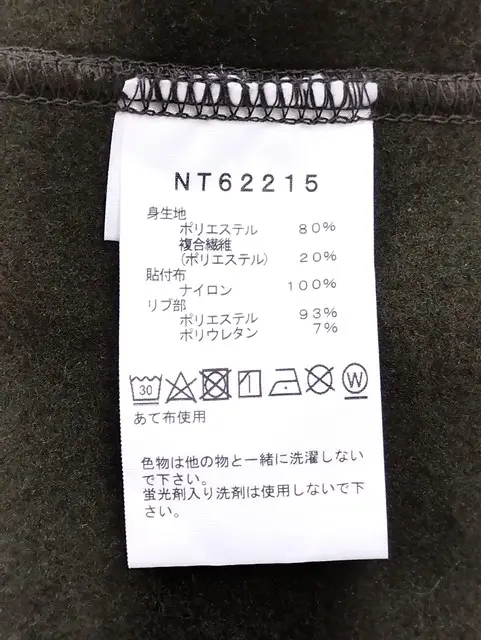 NT62215
身生地
ポリエステル 80%
複合繊維
(ポリエステル) 20%
貼付布
ナイロン 100%
リブ部
ポリエステル 93%
ポリウレタン 7%
30 W
あて布使用
色物は他の物と一緒に洗濯しない
で下さい。
蛍光剤入り洗剤は使用しないで下
さい。